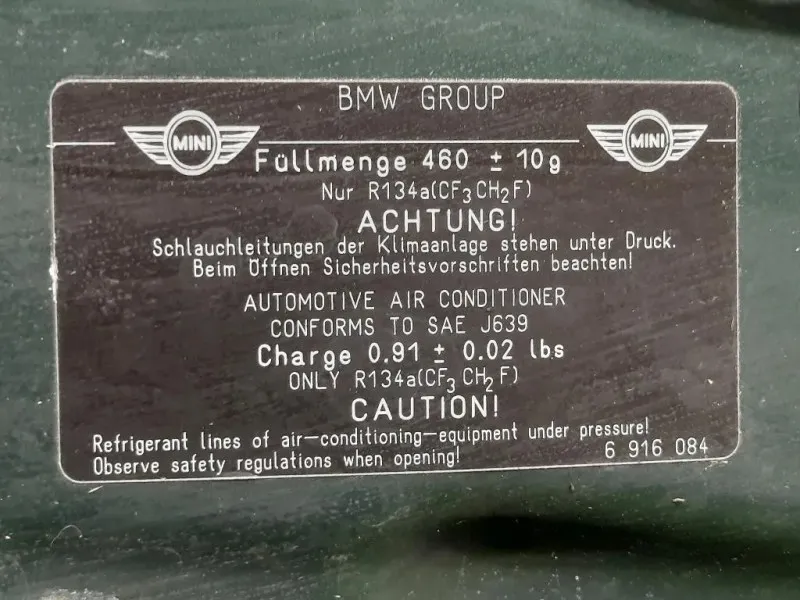 BMW GROUP
MINI MINI
Füllmenge 460 ± 10g
Nur R134a(CF₃CH₂F)
ACHTUNG!
Schlauchleitungen der Klimaanlage stehen unter Druck.
Beim Öffnen Sicherheitsvorschriften beachten!
AUTOMOTIVE AIR CONDITIONER
CONFORMS TO SAE J639
Charge 0.91 ± 0.02 lbs
ONLY R134a(CF₃CH₂F)
CAUTION!
Refrigerant lines of air-conditioning-equipment under pressure!
Observe safety regulations when opening!
6 916 084